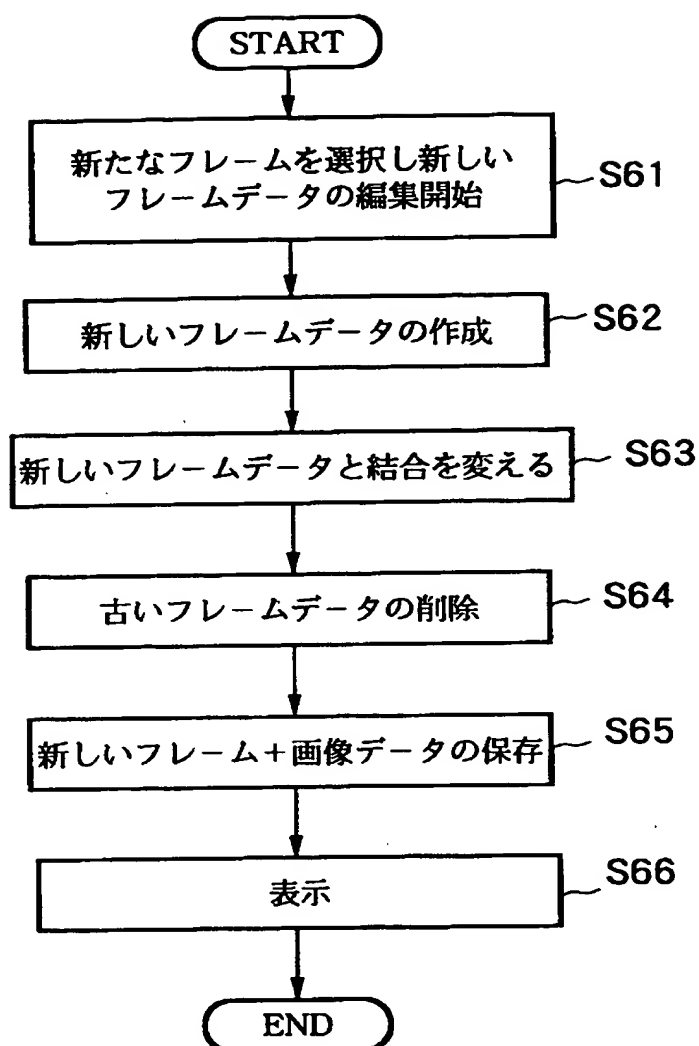 START
新たなフレームを選択し新しい
フレームデータの編集開始
S61
新しいフレームデータの作成
S62
新しいフレームデータと結合を変える
S63
古いフレームデータの削除
S64
新しいフレーム+画像データの保存
S65
表示
S66
END